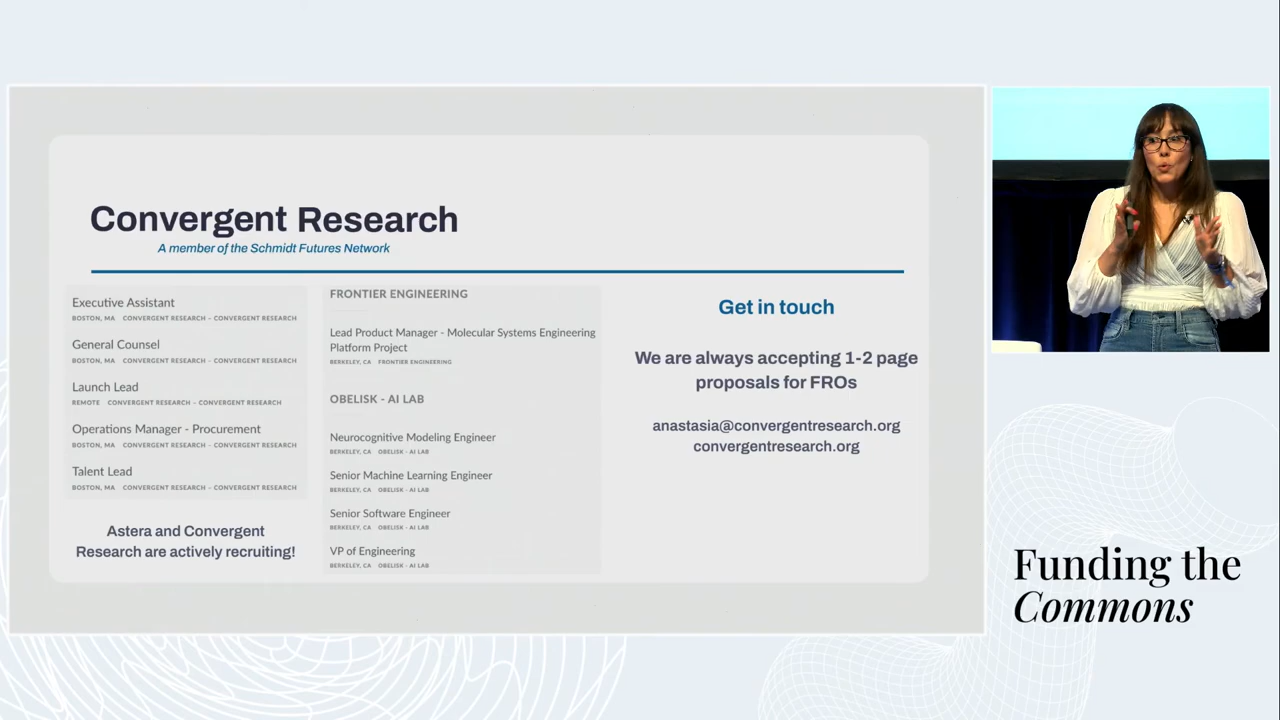 Convergent Research
A member of the Schmidt Futures Network
Executive Assistant
BOSTON, MA CONVERGENT RESEARCH – CONVERGENT RESEARCH
General Counsel
BOSTON, MA CONVERGENT RESEARCH – CONVERGENT RESEARCH
Launch Lead
REMOTE CONVERGENT RESEARCH – CONVERGENT RESEARCH
Operations Manager - Procurement
BOSTON, MA CONVERGENT RESEARCH – CONVERGENT RESEARCH
Talent Lead
BOSTON, MA CONVERGENT RESEARCH – CONVERGENT RESEARCH
Astera and Convergent
Research are actively recruiting!
FRONTIER ENGINEERING
Lead Product Manager - Molecular Systems Engineering
Platform Project
BERKELEY, CA FRONTIER ENGINEERING
OBELISK - AI LAB
Neurocognitive Modeling Engineer
BERKELEY, CA OBELISK - AI LAB
Senior Machine Learning Engineer
BERKELEY, CA OBELISK - AI LAB
Senior Software Engineer
BERKELEY, CA OBELISK - AI LAB
VP of Engineering
BERKELEY, CA OBELISK - AI LAB
Get in touch
We are always accepting 1-2 page
proposals for FROs
anastasia@convergentresearch.org
convergentresearch.org
Funding the
Commons